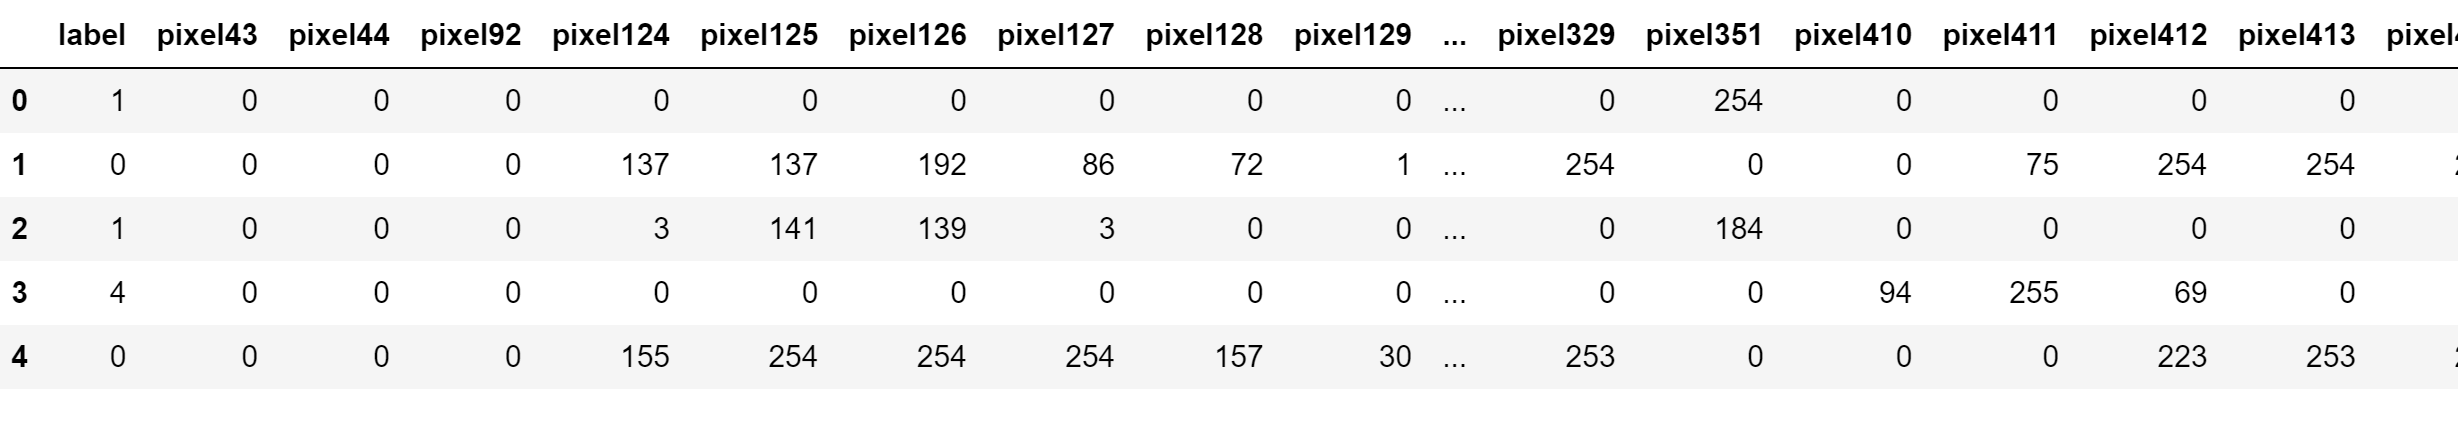 label pixel43 pixel44 pixel92 pixel124 pixel125 pixel126 pixel127 pixel128 pixel129 ... pixel329 pixel351 pixel410 pixel411 pixel412 pixel413
0 1 0 0 0 0 0 0 0 0 0 ... 0 254 0 0 0 0
1 0 0 0 0 137 137 192 86 72 1 ... 254 0 0 75 254 254
2 1 0 0 0 3 141 139 3 0 0 ... 0 184 0 0 0 0
3 4 0 0 0 0 0 0 0 0 0 ... 0 0 94 255 69 0
4 0 0 0 0 155 254 254 254 157 30 ... 253 0 0 0 223 253